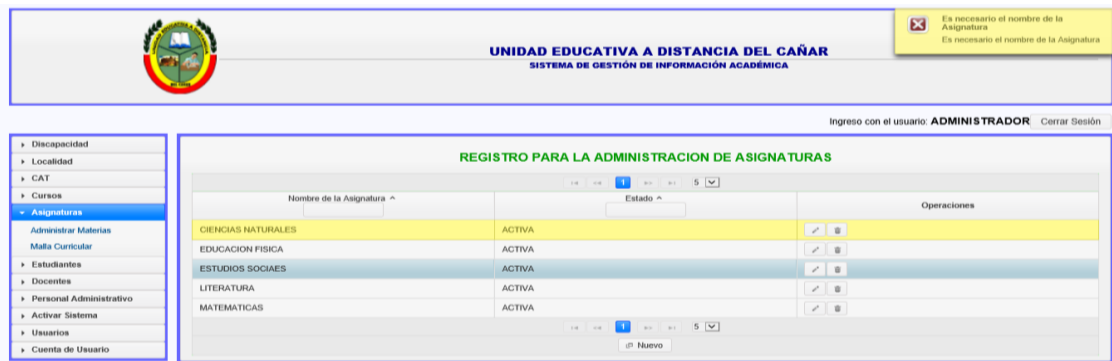 Es necesario el nombre de la
Asignatura
Es necesario el nombre de la Asignatura
UNIDAD EDUCATIVA A DISTANCIA DEL CAÑAR
SISTEMA DE GESTIÓN DE INFORMACIÓN ACADÉMICA
Ingreso con el usuario: ADMINISTRADOR Cerrar Sesión
Discapacidad
Localidad
CAT
Cursos
Asignaturas
Administrar Materias
Malla Curricular
Estudiantes
Docentes
Personal Administrativo
Activar Sistema
Usuarios
Cuenta de Usuario
REGISTRO PARA LA ADMINISTRACION DE ASIGNATURAS
1 5
Nombre de la Asignatura Estado Operaciones
CIENCIAS NATURALES ACTIVA
EDUCACION FISICA ACTIVA
ESTUDIOS SOCIAES ACTIVA
LITERATURA ACTIVA
MATEMATICAS ACTIVA
1 5
Nuevo